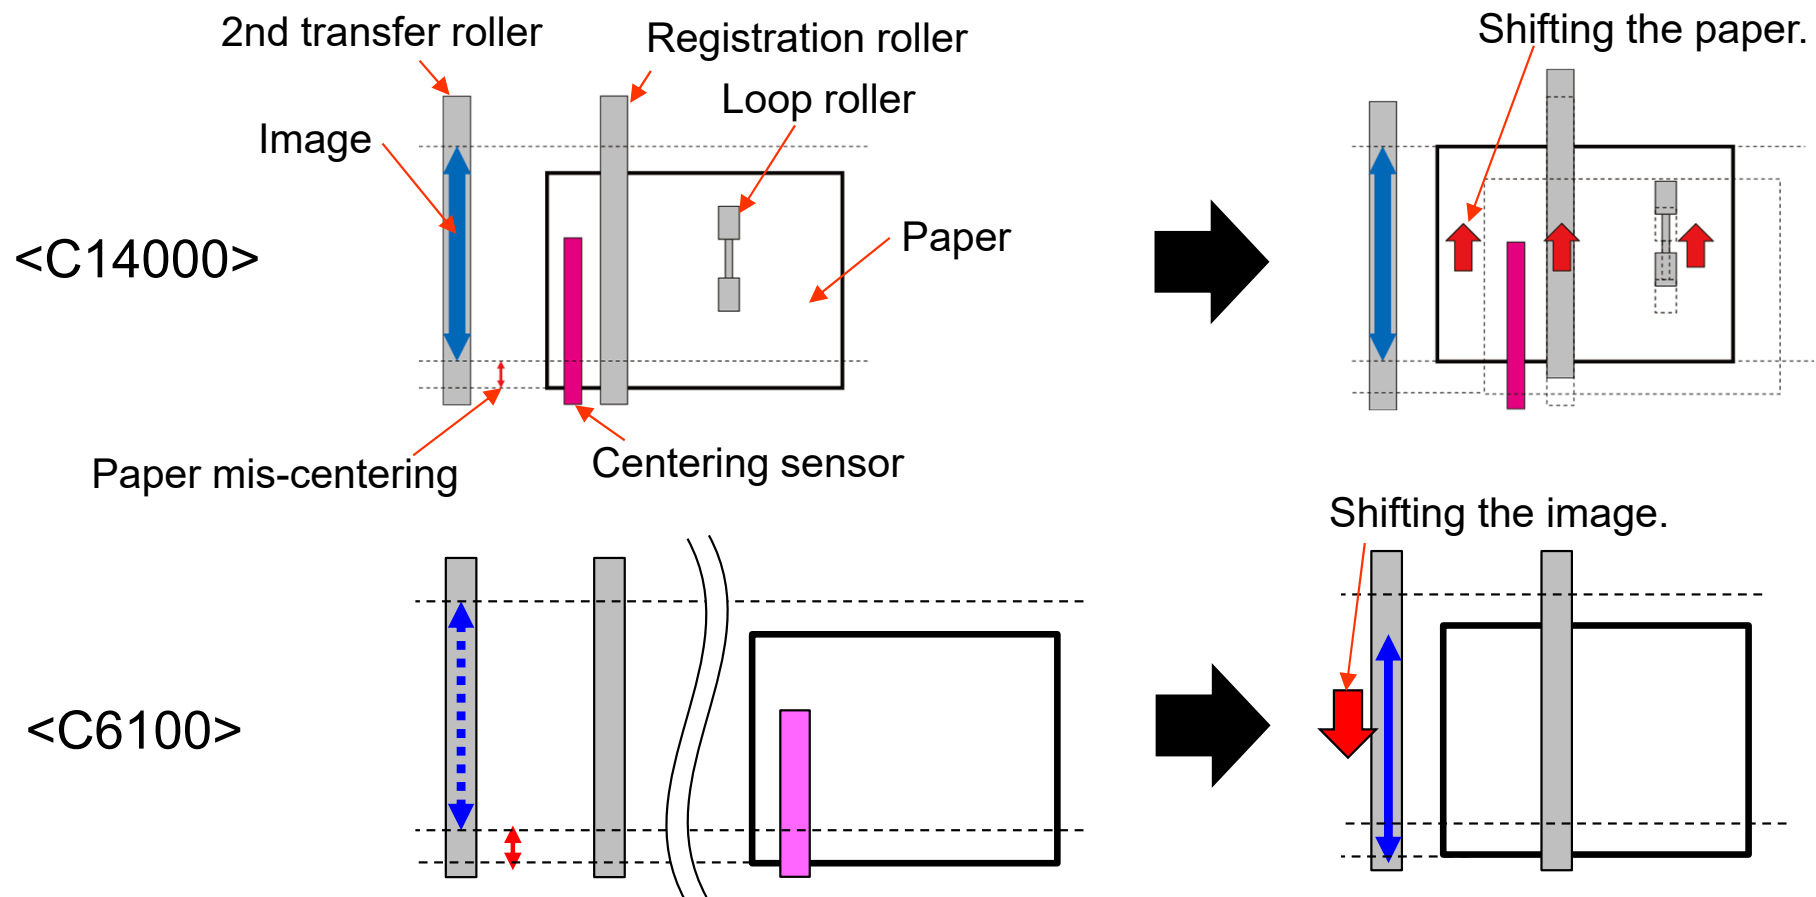 2nd transfer roller
Registration roller
Shifting the paper.
Loop roller
Image
Paper
<C14000>
Paper mis-centering
Centering sensor
Shifting the image.
<C6100>